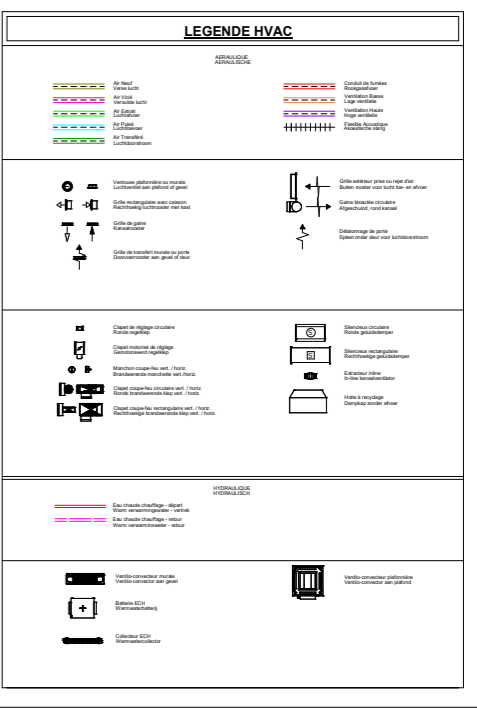 LEGENDE HVAC
AERAULIQUE
AERAULISCHE
Air Neuf
Verse lucht
Air Vicié
Vervuilde lucht
Air Extrait
Luchtafvoer
Air Pulsé
Luchttoevoer
Air Transféré
Luchtdoorstroom
Conduit de fumées
Rookgasafvoer
Ventilation Basse
Lage ventilatie
Ventilation Haute
Hoge ventilatie
Flexible Acoustique
Akoestische slang
Ventouse plafonnière ou murale
Luchtventiel aan plafond of gevel
Grille rectangulaire avec caisson
Rechthoekig luchtrooster met kast
Grille de gaine
Kanaalrooster
Grille de transfert murale ou porte
Doorvoerrooster aan gevel of deur
Grille extérieur prise ou rejet d'air
Buiten rooster voor lucht toe- en afvoer
Gaine biseautée circulaire
Afgeschuind, rond kanaal
Détalonnage de porte
Spleet onder deur voor luchtdoorstroom
Clapet de réglage circulaire
Ronde regelklep
Clapet motorisé de réglage
Gemotoriseerd regelklep
Manchon coupe-feu vert. / horiz.
Brandwerende manchette vert./horiz.
Clapet coupe-feu circulaire vert. / horiz.
Ronde brandwerende klep vert. / horiz.
Clapet coupe-feu rectangulaire vert. / horiz.
Rechthoekige brandwerende klep vert. / horiz.
S
Silencieux circulaire
Ronde geluidsdemper
S
Silencieux rectangulaire
Rechthoekige geluidsdemper
Extracteur inline
In-line kanaalventilator
Hotte à recyclage
Dampkap zonder afvoer
HYDRAULIQUE
HYDRAULISCH
Eau chaude chauffage - départ
Warm verwarmingswater - vertrek
Eau chaude chauffage - retour
Warm verwarminwater - retour
Ventilo-convecteur murale
Ventilo-convector aan gevel
Batterie ECH
Warmwaterbatterij
Collecteur ECH
Warmwatercollector
Ventilo-convecteur plafonnière
Ventilo-convector aan plafond